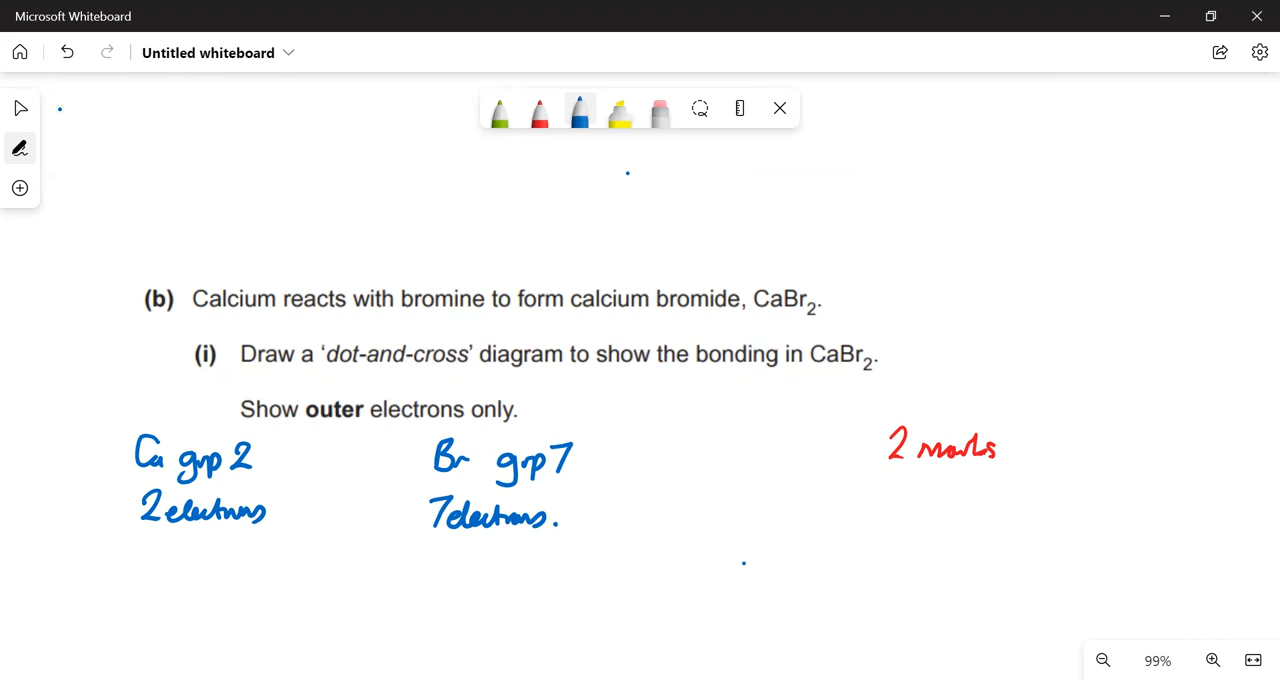 Microsoft Whiteboard
Untitled whiteboard
(b) Calcium reacts with bromine to form calcium bromide, CaBr2.
(i) Draw a ‘dot-and-cross’ diagram to show the bonding in CaBr2.
Show outer electrons only.
Ca grp 2
Br grp 7
2 marks
2 electrons
7 electrons.
99%